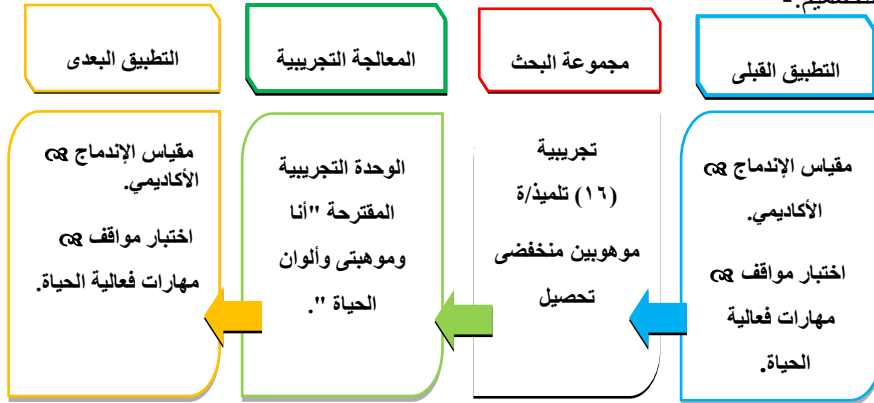 التصميم:-
التطبيق القبلى
مجموعة البحث
المعالجة التجريبية
التطبيق البعدى
مقياس الإندماج
الأكاديمي.
اختبار مواقف
مهارات فعالية
الحياة.
تجريبية
(١٦) تلميذ/ة
موهوبين منخفضى
تحصيل
الوحدة التجريبية
المقترحة "أنا
وموهبتى وألوان
الحياة ".
مقياس الإندماج
الأكاديمي.
اختبار مواقف
مهارات فعالية الحياة.